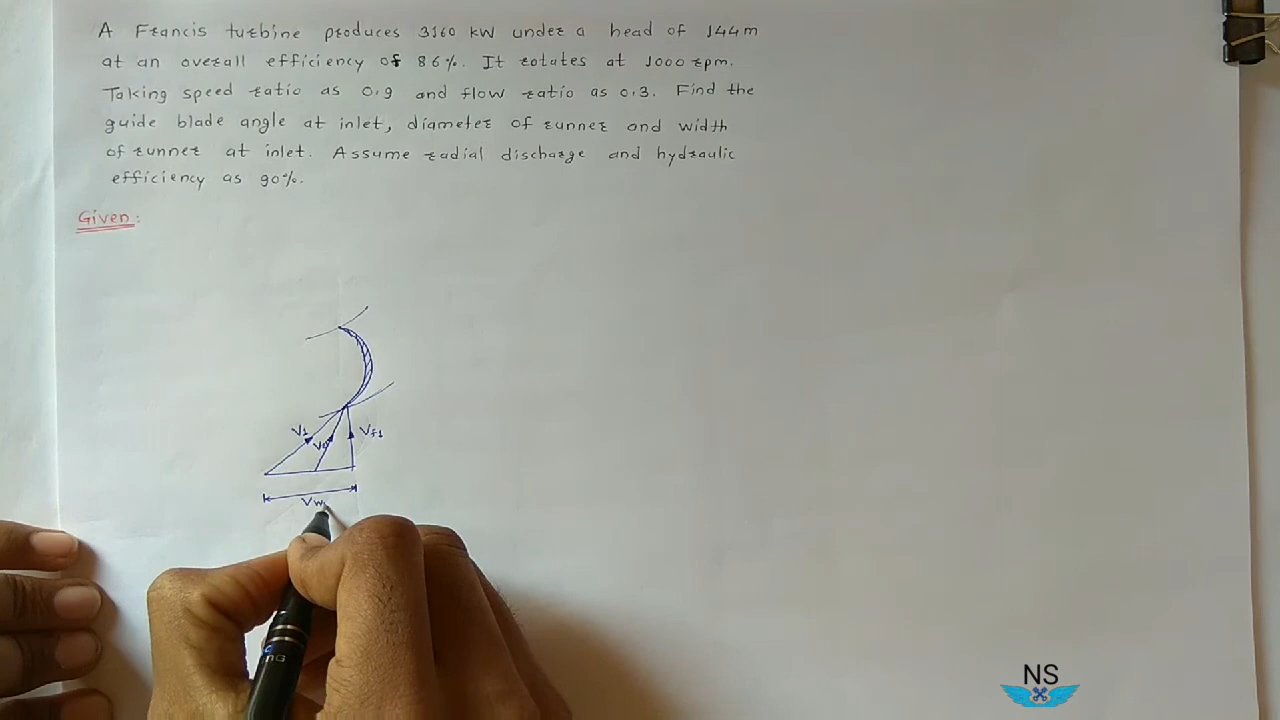 A Francis turbine produces 3160 kW under a head of 144m
at an overall efficiency of 86%. It rotates at 1000 rpm.
Taking speed ratio as 0.9 and flow ratio as 0.3. Find the
guide blade angle at inlet, diameter of runner and width
of runner at inlet. Assume radial discharge and hydraulic
efficiency as 90%.
Given:
V1 Vf1
Vw
NS